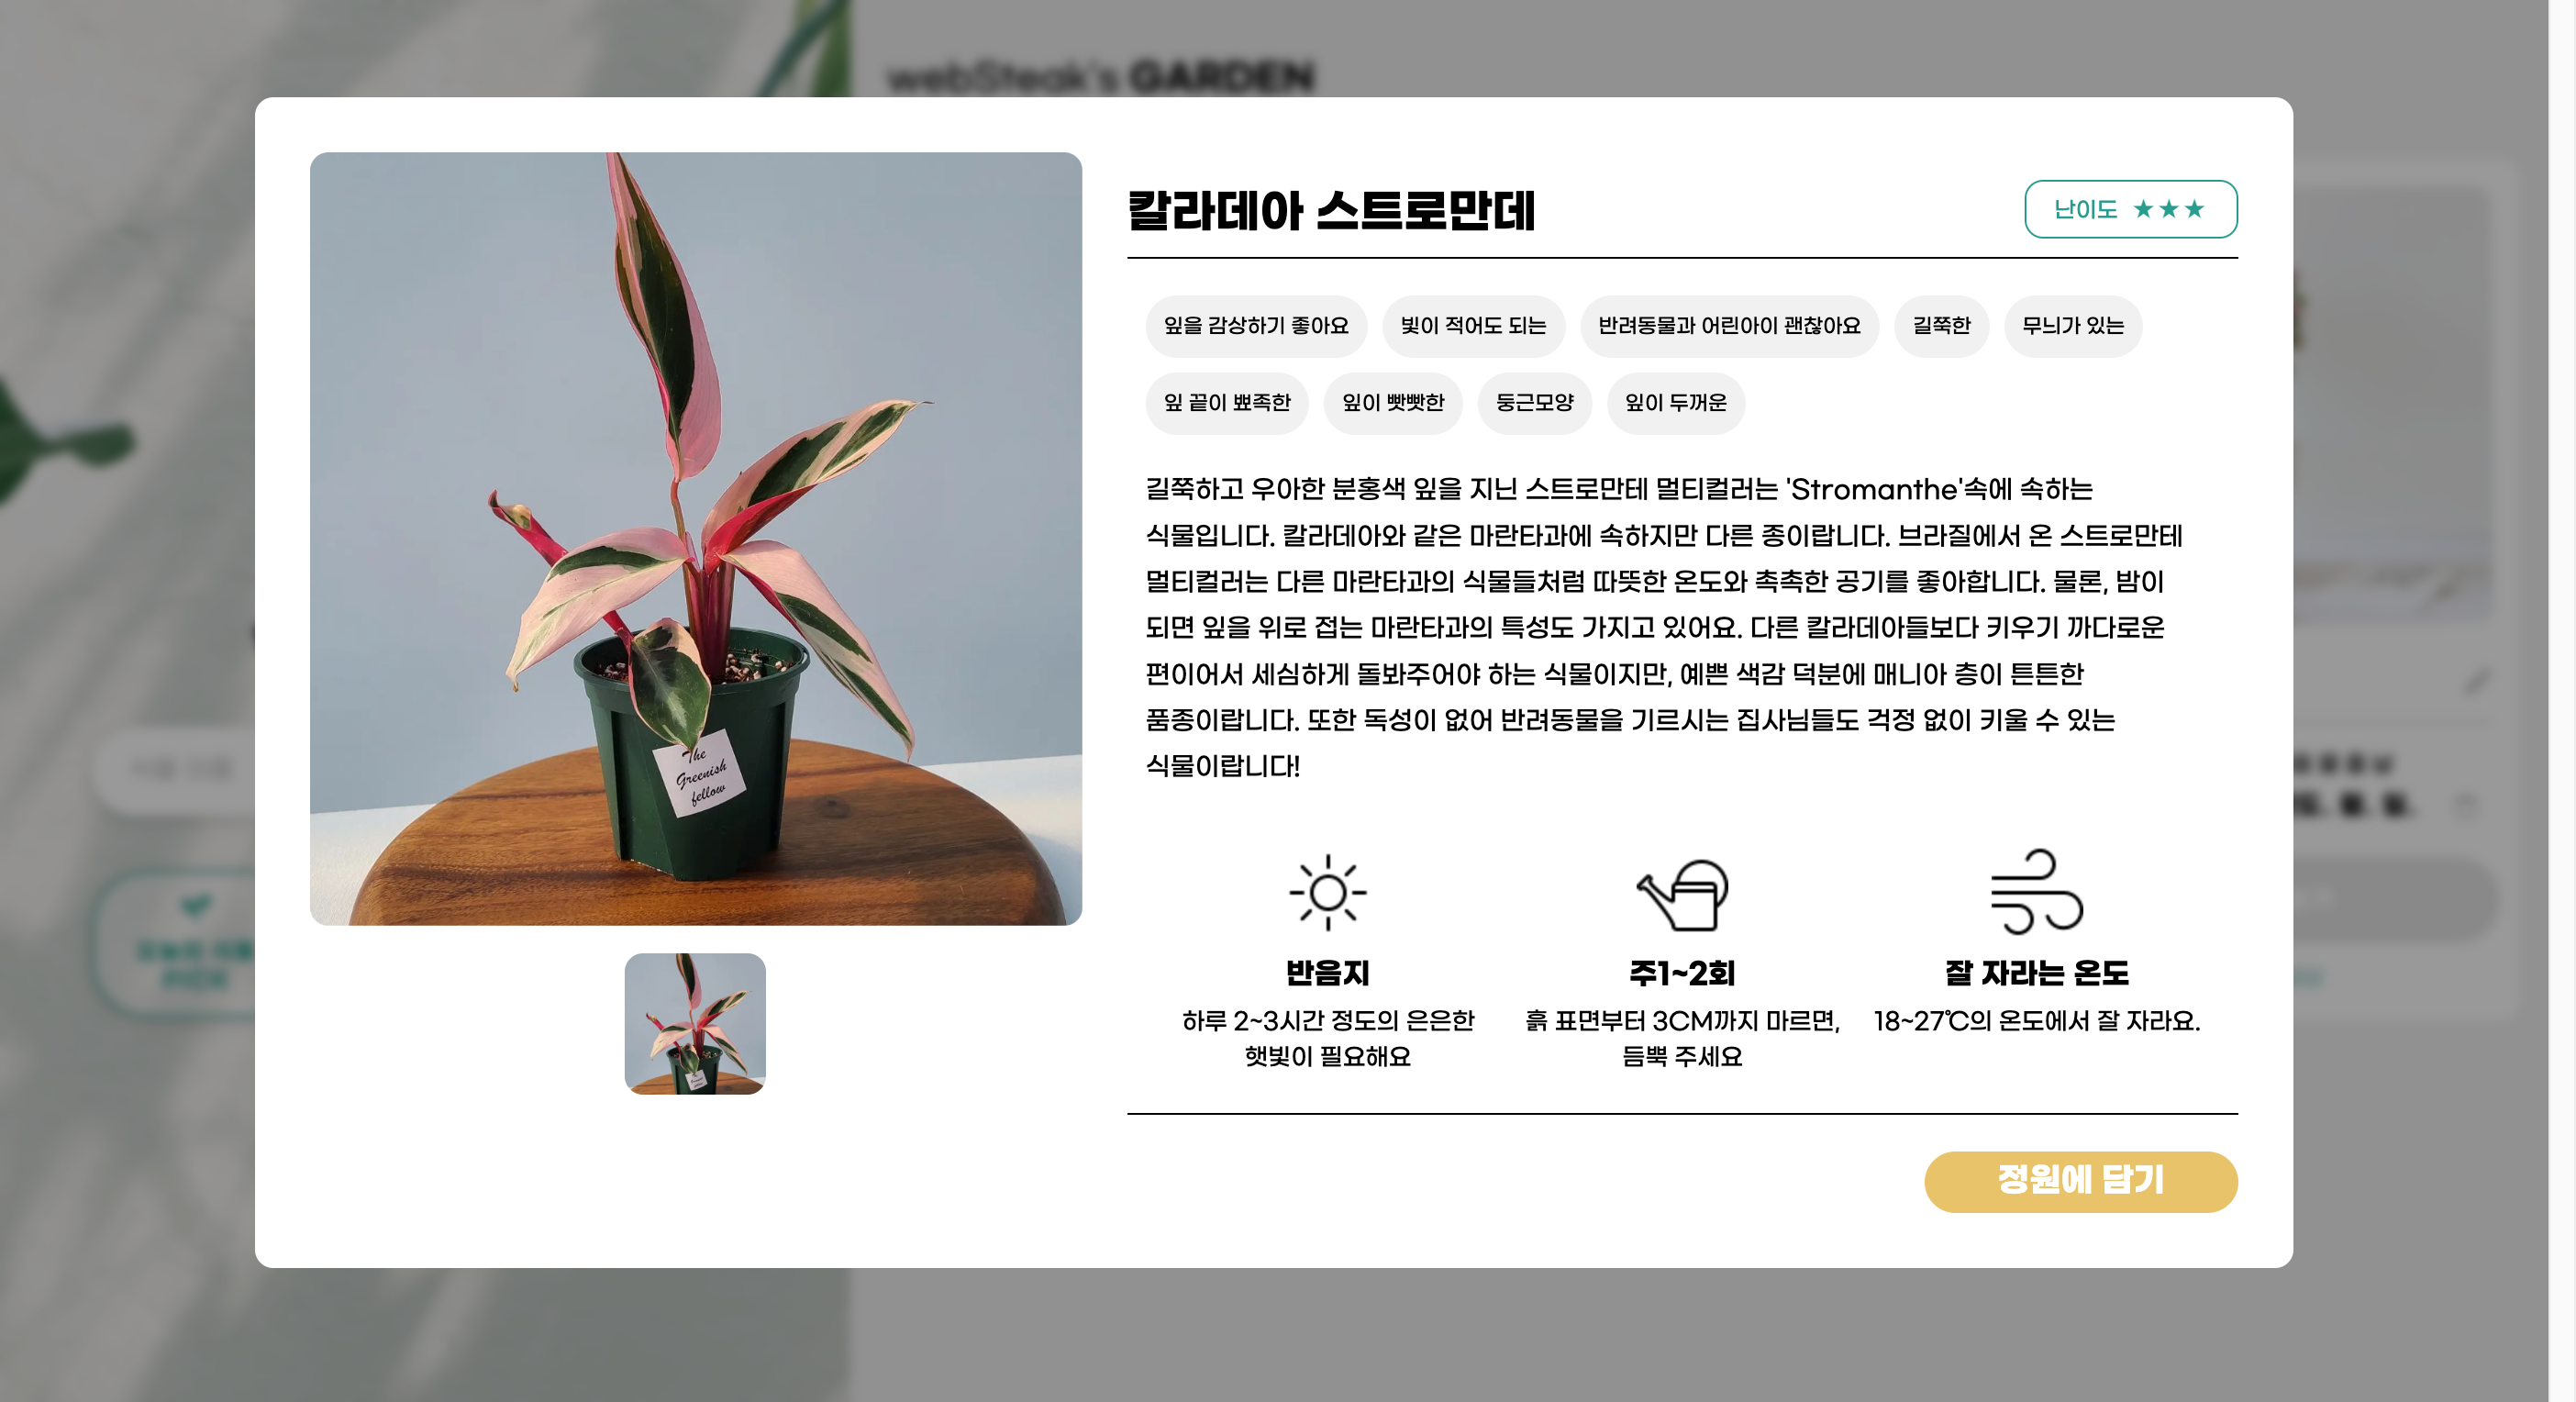 webSteak's GARDEN
칼라데아 스트로만데
난이도 ★★★
잎을 감상하기 좋아요 빛이 적어도 되는 반려동물과 어린아이 괜찮아요 길쭉한 무늬가 있는
잎 끝이 뾰족한 잎이 빳빳한 둥근모양 잎이 두꺼운
길쭉하고 우아한 분홍색 잎을 지닌 스트로만테 멀티컬러는 'Stromanthe'속에 속하는
식물입니다. 칼라데아와 같은 마란타과에 속하지만 다른 종이랍니다. 브라질에서 온 스트로만테
멀티컬러는 다른 마란타과의 식물들처럼 따뜻한 온도와 촉촉한 공기를 좋아합니다. 물론, 밤이
되면 잎을 위로 접는 마란타과의 특성도 가지고 있어요. 다른 칼라데아들보다 키우기 까다로운
편이어서 세심하게 돌봐주어야 하는 식물이지만, 예쁜 색감 덕분에 매니아 층이 튼튼한
품종이랍니다. 또한 독성이 없어 반려동물을 기르시는 집사님들도 걱정 없이 키울 수 있는
식물이랍니다!
The
Greenish
fellow
반음지
하루 2~3시간 정도의 은은한
햇빛이 필요해요
주1~2회
흙 표면부터 3CM까지 마르면,
듬뿍 주세요
잘 자라는 온도
18~27℃의 온도에서 잘 자라요.
정원에 담기
PICK